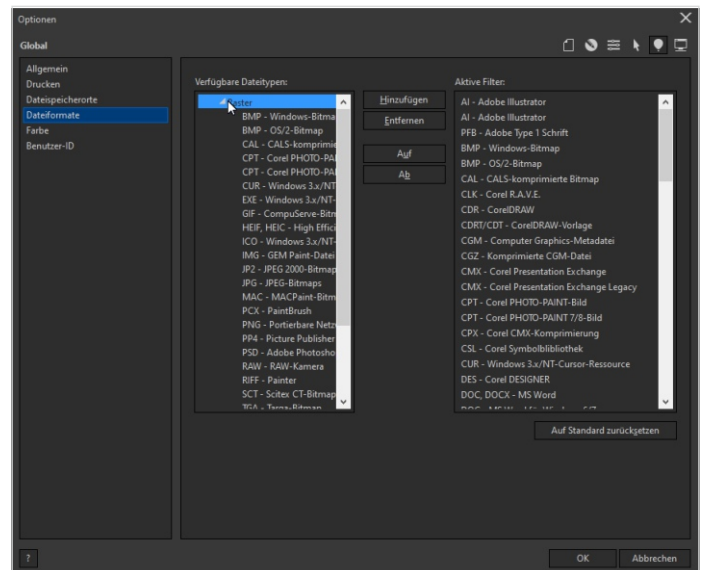 Optionen
Global
Allgemein
Drucken
Dateispeicherorte
Dateiformate
Farbe
Benutzer-ID
Verfügbare Dateitypen:
Raster
BMP - Windows-Bitma
BMP - OS/2-Bitmap
CAL - CALS-komprimie
CPT - Corel PHOTO-PAI
CPT - Corel PHOTO-PAI
CUR - Windows 3.x/NT
EXE - Windows 3.x/NT-
GIF - CompuServe-Bitn
HEIF, HEIC - High Effici
ICO - Windows 3.x/NT-
IMG - GEM Paint-Datei
JP2 - JPEG 2000-Bitmap
JPG - JPEG-Bitmaps
MAC - MACPaint-Bitm
PCX - PaintBrush
PNG - Portierbare Netz
PP4 - Picture Publisher
PSD - Adobe Photosho
RAW - RAW-Kamera
RIFF - Painter
SCT - Scitex CT-Bitmap
TGA - Targa-Bitmap
Hinzufügen
Entfernen
Auf
Ab
Aktive Filter:
AI - Adobe Illustrator
AI - Adobe Illustrator
PFB - Adobe Type 1 Schrift
BMP - Windows-Bitmap
BMP - OS/2-Bitmap
CAL - CALS-komprimierte Bitmap
CLK - Corel R.A.V.E.
CDR - CorelDRAW
CDRT/CDT - CorelDRAW-Vorlage
CGM - Computer Graphics-Metadatei
CGZ - Komprimierte CGM-Datei
CMX - Corel Presentation Exchange
CMX - Corel Presentation Exchange Legacy
CPT - Corel PHOTO-PAINT-Bild
CPT - Corel PHOTO-PAINT 7/8-Bild
CPX - Corel CMX-Komprimierung
CSL - Corel Symbolblibliothek
CUR - Windows 3.x/NT-Cursor-Ressource
DES - Corel DESIGNER
DOC, DOCX - MS Word
Auf Standard zurücksetzen
?
OK
Abbrechen